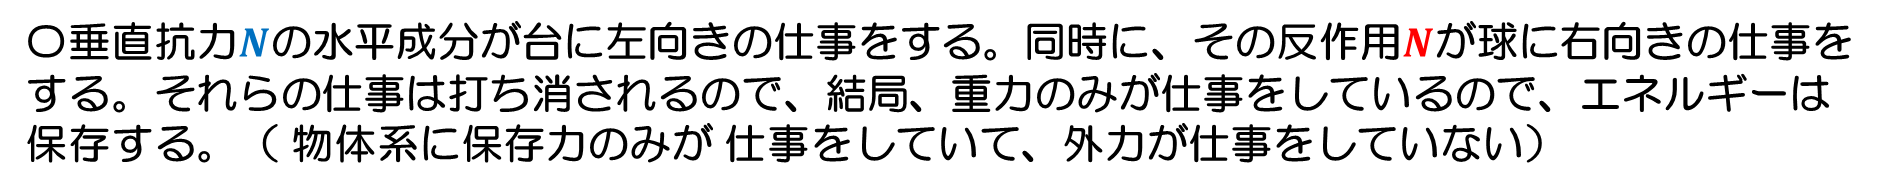 〇垂直抗力Nの水平成分が台に左向きの仕事をする。同時に、その反作用Nが球に右向きの仕事を
する。それらの仕事は打ち消されるので、結局、重力のみが仕事をしているので、エネルギーは
保存する。（ 物体系に保存力のみが 仕事をしていて、外力が仕事をしていない）